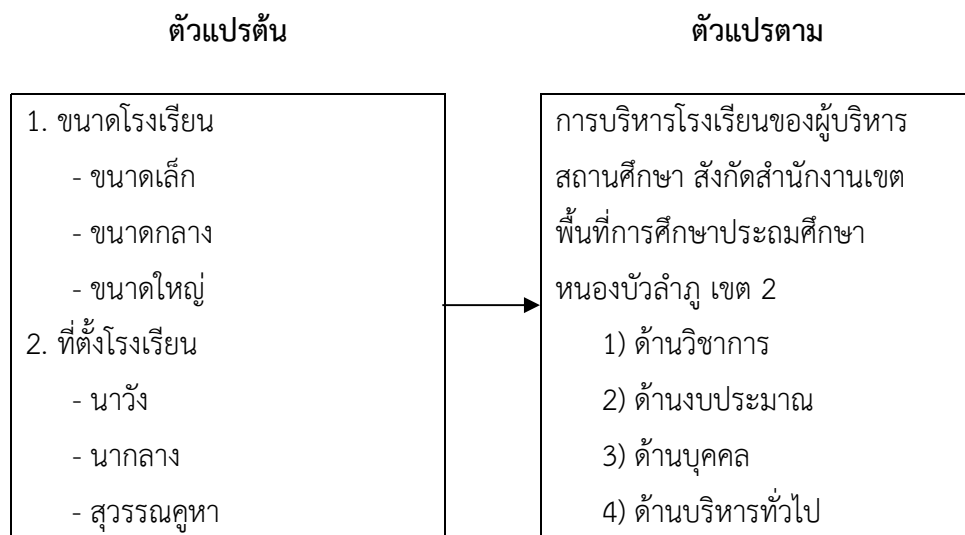 ตัวแปรต้น
ตัวแปรตาม
1. ขนาดโรงเรียน
- ขนาดเล็ก
- ขนาดกลาง
- ขนาดใหญ่
2. ที่ตั้งโรงเรียน
- นาวัง
- นากลาง
- สุวรรณคูหา
การบริหารโรงเรียนของผู้บริหาร
สถานศึกษา สังกัดสำนักงานเขต
พื้นที่การศึกษาประถมศึกษา
หนองบัวลำภู เขต 2
1) ด้านวิชาการ
2) ด้านงบประมาณ
3) ด้านบุคคล
4) ด้านบริหารทั่วไป